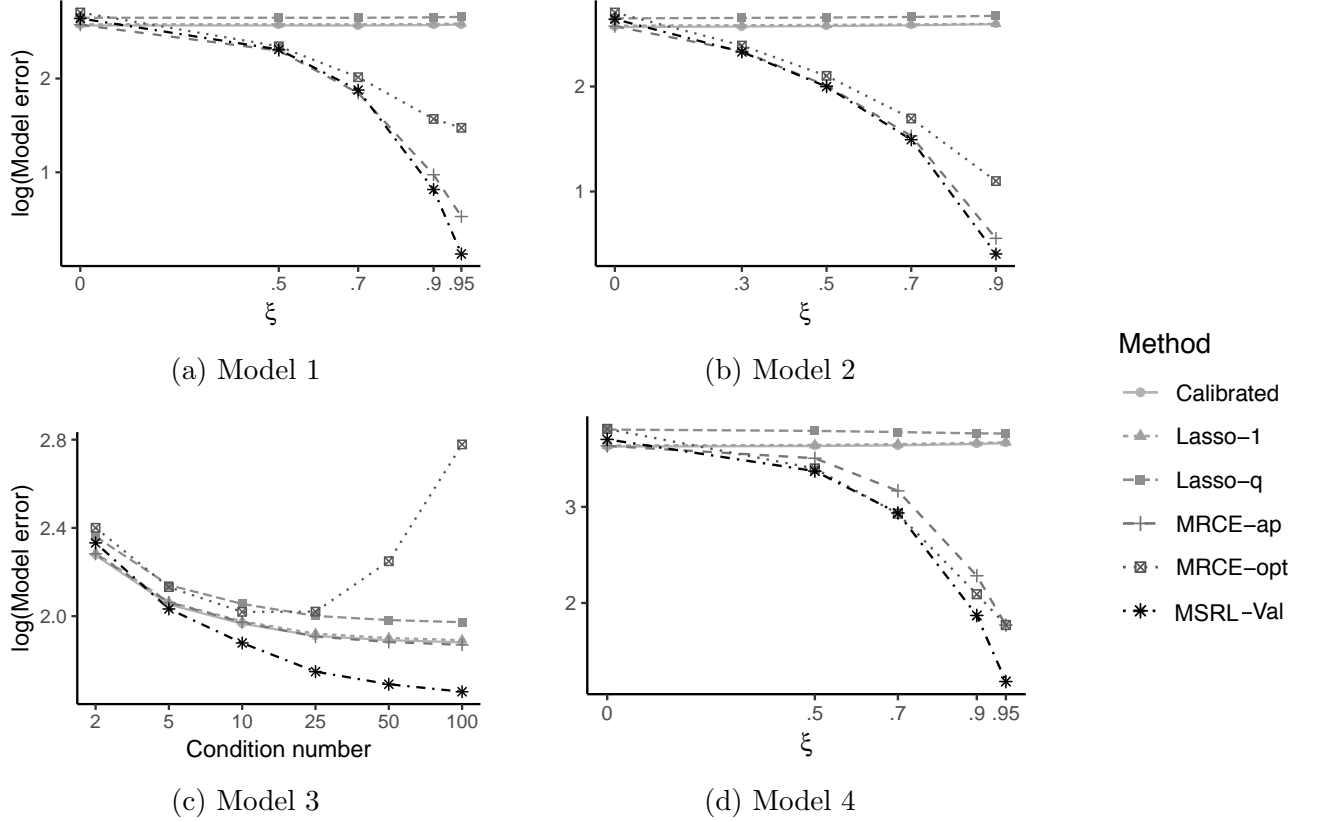 log(Model error)
2
1
0 .5 .7 .9 .95
ξ
(a) Model 1
2
1
0 .3 .5 .7 .9
ξ
(b) Model 2
log(Model error)
2.8
2.4
2.0
2 5 10 25 50 100
Condition number
(c) Model 3
3
2
0 .5 .7 .9 .95
ξ
(d) Model 4
Method
Calibrated
Lasso−1
Lasso−q
MRCE−ap
MRCE−opt
MSRL−Val